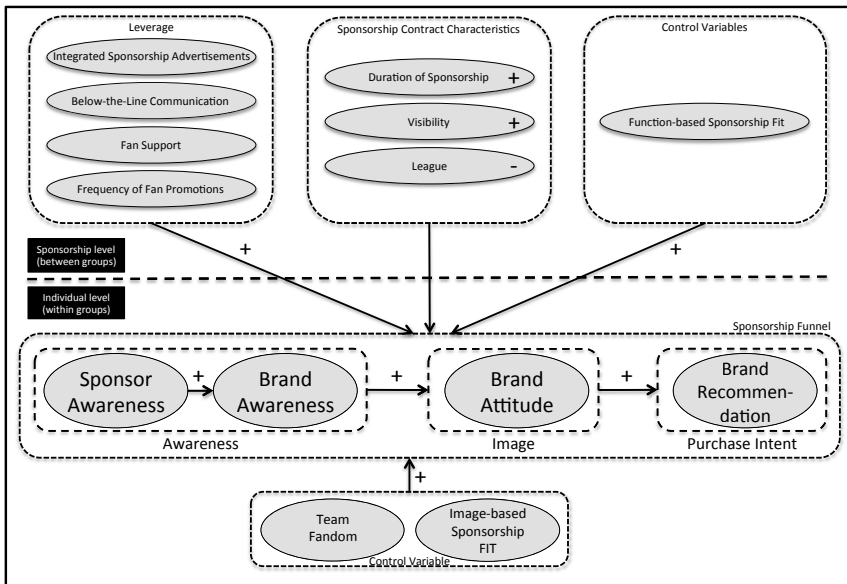 Leverage
Integrated Sponsorship Advertisements
Below-the-Line Communication
Fan Support
Frequency of Fan Promotions
Sponsorship Contract Characteristics
Duration of Sponsorship +
Visibility +
League -
Control Variables
Function-based Sponsorship Fit
+
+
Sponsorship level
(between groups)
Individual level
(within groups)
Sponsorship Funnel
Sponsor
Awareness
+
Brand
Awareness
Awareness
+
Brand
Attitude
Image
+
Brand
Recommen-
dation
Purchase Intent
+
Team
Fandom
Image-based
Sponsorship
FIT
Control Variable